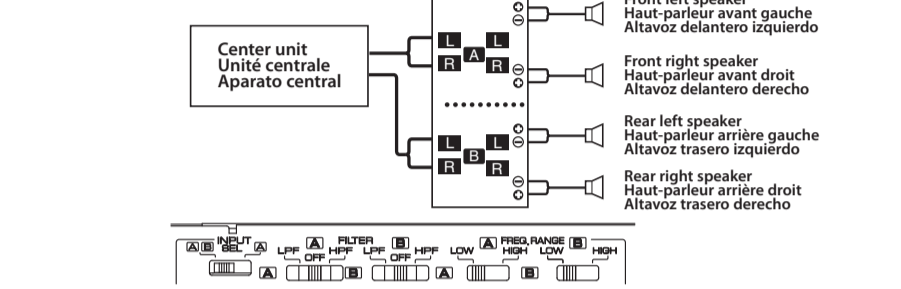 Front left speaker
Haut-parleur avant gauche
Altavoz delantero izquierdo
Center unit
Unité centrale
Aparato central
L L
A
R R
Front right speaker
Haut-parleur avant droit
Altavoz delantero derecho
Rear left speaker
Haut-parleur arrière gauche
Altavoz trasero izquierdo
L L
B
R R
Rear right speaker
Haut-parleur arrière droit
Altavoz trasero derecho
A B INPUT SEL A
A FILTER B
LPF OFF HPF LPF OFF HPF
A FREQ. RANGE B
LOW HIGH LOW HIGH
A B A B